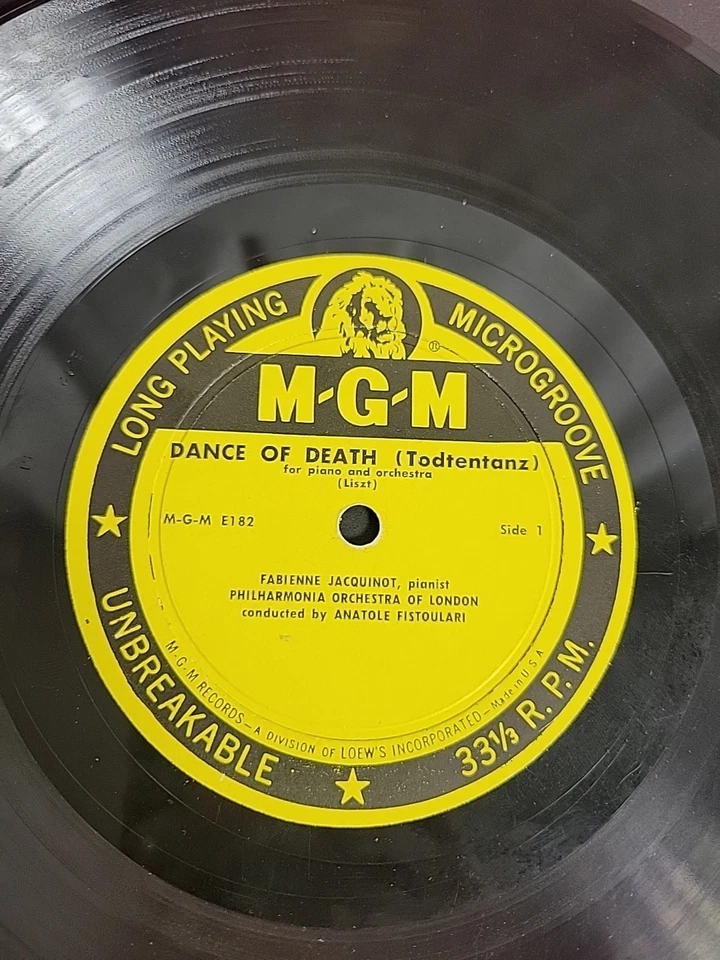 LONG PLAYING
MICROGROOVE
®
M-G-M
DANCE OF DEATH (Todtentanz)
for piano and orchestra
(Liszt)
M-G-M E182
Side 1
FABIENNE JACQUINOT, pianist
PHILHARMONIA ORCHESTRA OF LONDON
conducted by ANATOLE FISTOULARI
M-G-M RECORDS — A DIVISION OF LOEW'S INCORPORATED — Made in U.S.A
UNBREAKABLE
33⅓ R.P.M.